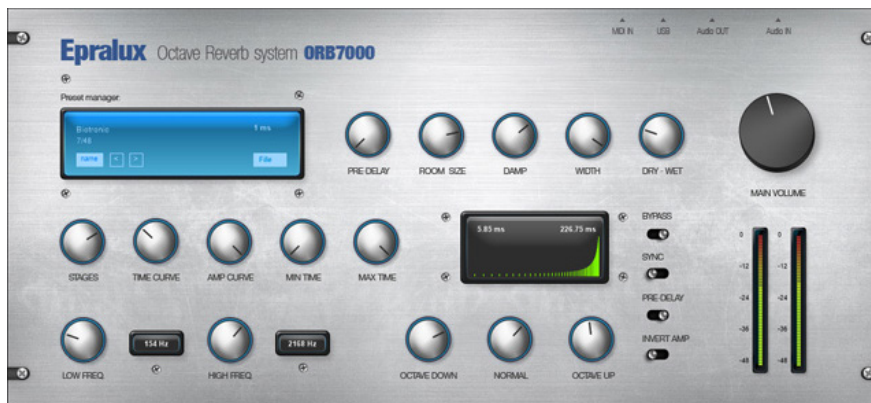 MIDI IN USB Audio OUT Audio IN
Epralux Octave Reverb system ORB7000
Preset manager:
Biotronic 1 ms
7/46
name < > File
PRE-DELAY ROOM SIZE DAMP WIDTH DRY - WET
MAIN VOLUME
5.85 ms 226.75 ms
BYPASS
SYNC
PRE-DELAY
INVERT AMP
0 0
-12 -12
-24 -24
-36 -36
-48 -48
STAGES TIME CURVE AMP CURVE MIN TIME MAX TIME
154 Hz 2168 Hz
LOW FREQ. HIGH FREQ. OCTAVE DOWN NORMAL OCTAVE UP